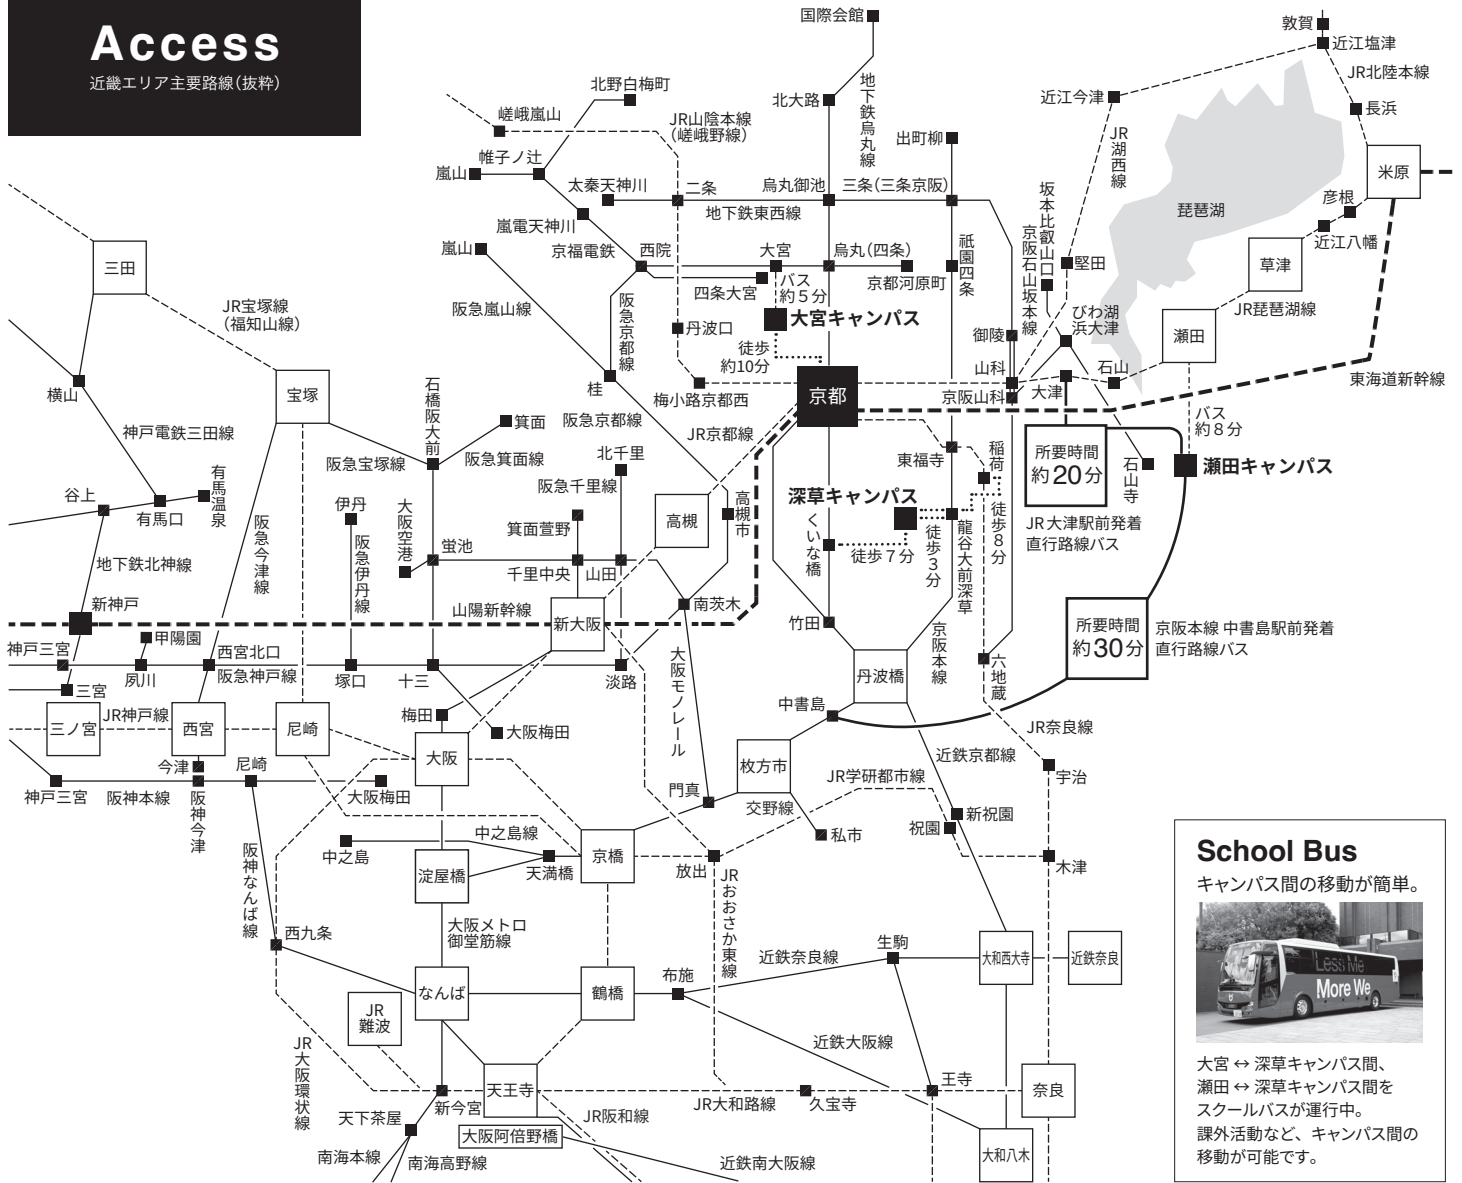 Access
近畿エリア主要路線(抜粋)
国際会館
地下鉄烏丸線
北大路
出町柳
北野白梅町
嵯峨嵐山
JR山陰本線
(嵯峨野線)
帷子ノ辻
嵐山
太秦天神川
二条
烏丸御池
三条(三条京阪)
地下鉄東西線
嵐電天神川
京福電鉄
西院
大宮
烏丸(四条)
祇園四条
嵐山
四条大宮
バス
約5分
京都河原町
阪急嵐山線
阪急京都線
丹波口
大宮キャンパス
徒歩
約10分
桂
梅小路京都西
京都
阪急京都線
JR京都線
敦賀
近江塩津
JR北陸本線
近江今津
長浜
JR湖西線
米原
彦根
近江八幡
琵琶湖
坂本比叡山口
京阪石山坂本線
堅田
草津
びわ湖
浜大津
JR琵琶湖線
瀬田
御陵
山科
大津
石山
京阪山科
東海道新幹線
バス
約8分
所要時間
約20分
石山寺
瀬田キャンパス
JR大津駅前発着
直行路線バス
東福寺
稲荷
深草キャンパス
くいな橋
徒歩7分
徒歩3分
龍谷大前深草
徒歩8分
竹田
京阪本線
六地蔵
所要時間
約30分
京阪本線 中書島駅前発着
直行路線バス
丹波橋
中書島
JR奈良線
三田
JR宝塚線
(福知山線)
横山
宝塚
石橋阪大前
箕面
神戸電鉄三田線
阪急宝塚線
阪急箕面線
北千里
阪急千里線
谷上
有馬口
有馬温泉
阪急今津線
伊丹
阪急伊丹線
大阪空港
蛍池
箕面萱野
千里中央
山田
高槻
高槻市
地下鉄北神線
新神戸
山陽新幹線
新大阪
南茨木
神戸三宮
甲陽園
夙川
西宮北口
阪急神戸線
塚口
十三
淡路
大阪モノレール
三宮
JR神戸線
三ノ宮
西宮
尼崎
梅田
大阪梅田
大阪
今津
尼崎
大阪梅田
神戸三宮
阪神本線
阪神今津
枚方市
門真
交野線
私市
JR学研都市線
近鉄京都線
新祝園
祝園
宇治
木津
中之島線
中之島
天満橋
京橋
放出
淀屋橋
阪神なんば線
大阪メトロ
御堂筋線
JRおおさか東線
西九条
なんば
鶴橋
布施
近鉄奈良線
生駒
大和西大寺
近鉄奈良
JR
難波
JR大阪環状線
近鉄大阪線
新今宮
天王寺
JR大和路線
久宝寺
王寺
奈良
天下茶屋
大阪阿倍野橋
JR阪和線
南海本線
南海高野線
近鉄南大阪線
大和八木
School Bus
キャンパス間の移動が簡単。
Less Me
More We
大宮 ↔ 深草キャンパス間、
瀬田 ↔ 深草キャンパス間を
スクールバスが運行中。
課外活動など、キャンパス間の
移動が可能です。